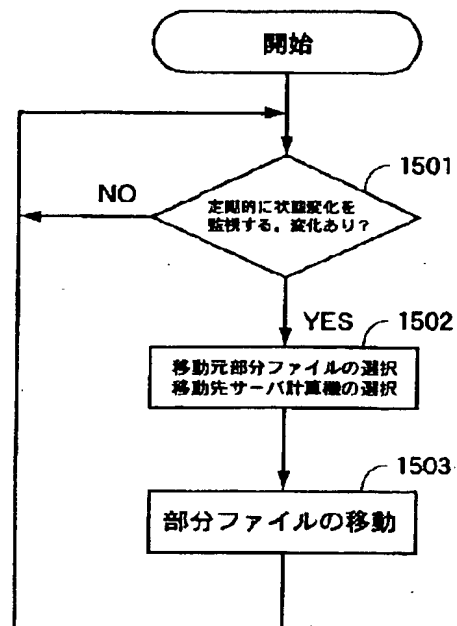 開始
1501
NO
定期的に状態変化を
監視する。変化あり?
YES
1502
移動元部分ファイルの選択
移動先サーバ計算機の選択
1503
部分ファイルの移動